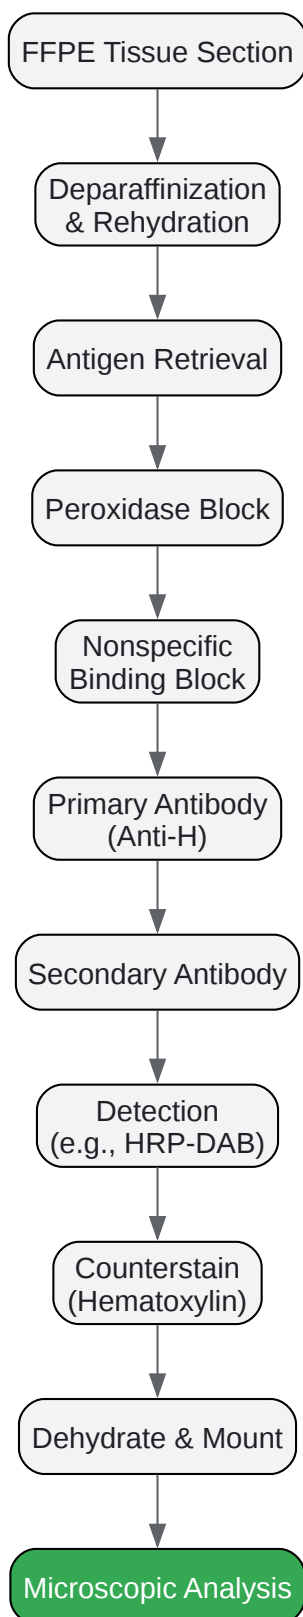 FFPE Tissue Section
Deparaffinization
& Rehydration
Antigen Retrieval
Peroxidase Block
Nonspecific
Binding Block
Primary Antibody
(Anti-H)
Secondary Antibody
Detection
(e.g., HRP-DAB)
Counterstain
(Hematoxylin)
Dehydrate & Mount
Microscopic Analysis